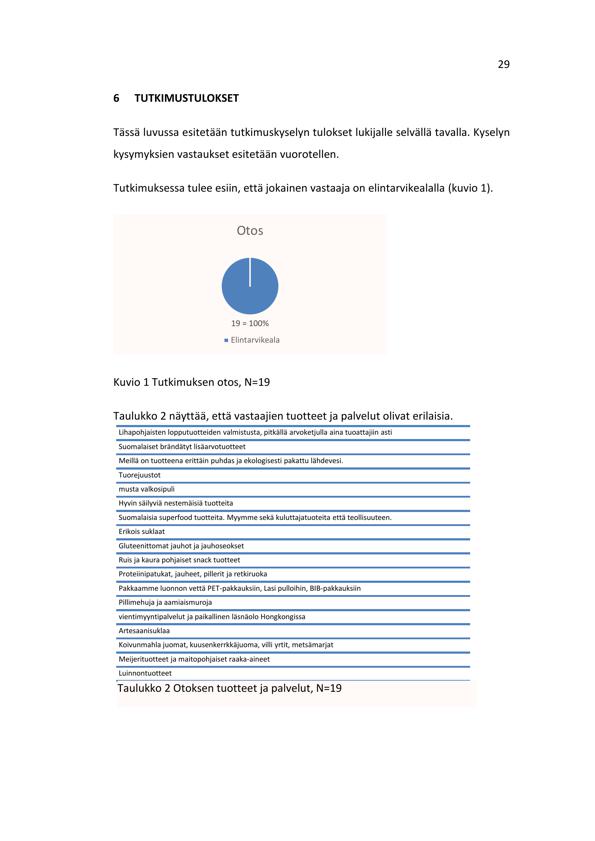 29
6 TUTKIMUSTULOKSET
Tässä luvussa esitetään tutkimuskyselyn tulokset lukijalle selvällä tavalla. Kyselyn
kysymyksien vastaukset esitetään vuorotellen.
Tutkimuksessa tulee esiin, että jokainen vastaaja on elintarvikealalla (kuvio 1).
Otos
19 = 100%
Elintarvikeala
Kuvio 1 Tutkimuksen otos, N=19
Taulukko 2 näyttää, että vastaajien tuotteet ja palvelut olivat erilaisia.
Lihapohjaisten lopputuotteiden valmistusta, pitkällä arvoketjulla aina tuoattajiin asti
Suomalaiset brändätyt lisäarvotuotteet
Meillä on tuotteena erittäin puhdas ja ekologisesti pakattu lähdevesi.
Tuorejuustot
musta valkosipuli
Hyvin säilyviä nestemäisiä tuotteita
Suomalaisia superfood tuotteita. Myymme sekä kuluttajatuoteita että teollisuuteen.
Erikois suklaat
Gluteenittomat jauhot ja jauhoseokset
Ruis ja kaura pohjaiset snack tuotteet
Proteiinipatukat, jauheet, pillerit ja retkiruoka
Pakkaamme luonnon vettä PET-pakkauksiin, Lasi pulloihin, BIB-pakkauksiin
Pillimehuja ja aamiaismuroja
vientimyyntipalvelut ja paikallinen läsnäolo Hongkongissa
Artesaanisuklaa
Koivunmahla juomat, kuusenkerrkkäjuoma, villi yrtit, metsämarjat
Meijerituotteet ja maitopohjaiset raaka-aineet
Luinnontuotteet
Taulukko 2 Otoksen tuotteet ja palvelut, N=19